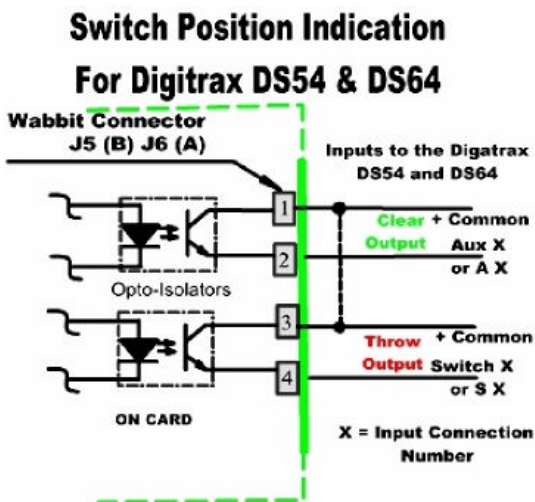 Switch Position Indication
For Digitrax DS54 & DS64
Wabbit Connector
J5 (B) J6 (A)
Inputs to the Digatrax
DS54 and DS64
1
Clear + Common
2
Output Aux X
or A X
Opto-Isolators
3
Throw + Common
4
Output Switch X
or S X
ON CARD
X = Input Connection
Number